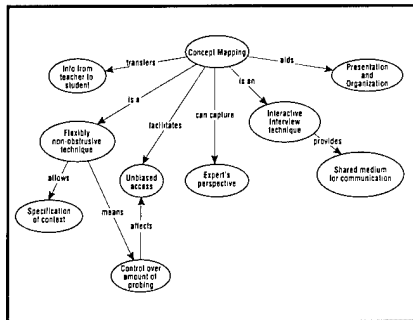 Concept Mapping
transfers
aids
Info from
teacher to
student
Presentation
and
Organization
is a
is an
facilitates
can capture
Flexibly
non-obstrusive
technique
Interactive
Interview
technique
Unbiased
access
Expert's
perspective
provides
Shared medium
for communication
allows
means
affects
Specification
of context
Control over
amount of
probing